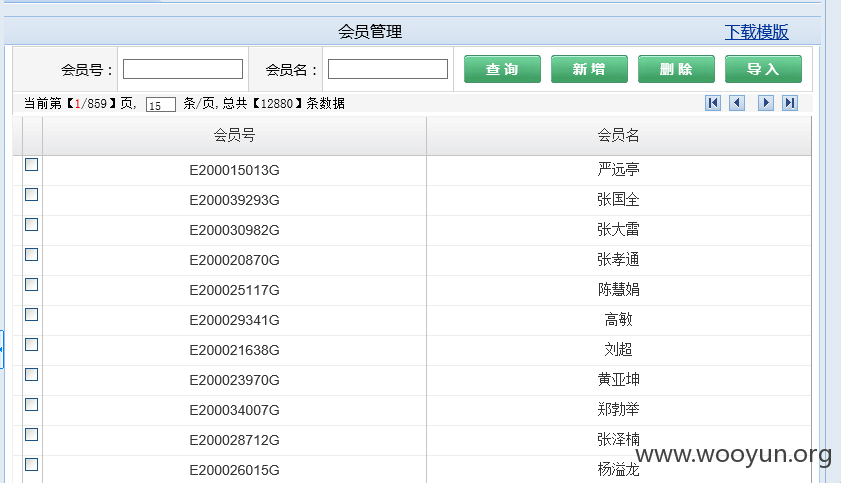 会员管理 下载模版
会员号： 会员名： 查询 新增 删除 导入
当前第【1/859】页, 15 条/页,总共【12880】条数据
会员号 会员名
E200015013G 严远亭
E200039293G 张国全
E200030982G 张大雷
E200020870G 张孝通
E200025117G 陈慧娟
E200029341G 高敏
E200021638G 刘超
E200023970G 黄亚坤
E200034007G 郑勃举
E200028712G 张泽楠
E200026015G 杨溢龙
www.wooyun.org